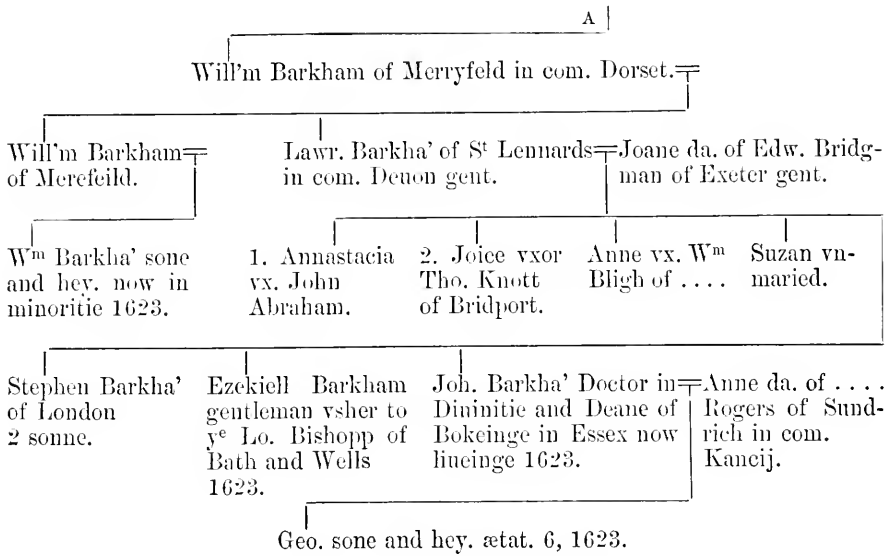 A
Will'm Barkham of Merryfeld in com. Dorset.
Will'm Barkham
of Merefeild.
Lawr. Barkha' of Sᵗ Lennards
in com. Deuon gent.
Joane da. of Edw. Bridg-
man of Exeter gent.
Wᵐ Barkha' sone
and hey. now in
minoritie 1623.
1. Annastacia
vx. John
Abraham.
2. Joice vxor
Tho. Knott
of Bridport.
Anne vx. Wᵐ
Bligh of ....
Suzan vn-
maried.
Stephen Barkha'
of London
2 sonne.
Ezekiell Barkham
gentleman vsher to
yᵉ Lo. Bishopp of
Bath and Wells
1623.
Joh. Barkha' Doctor in
Diuinitie and Deane of
Bokeinge in Essex now
liueinge 1623.
Anne da. of ....
Rogers of Sund-
rich in com.
Kancij.
Geo. sone and hey. ætat. 6, 1623.